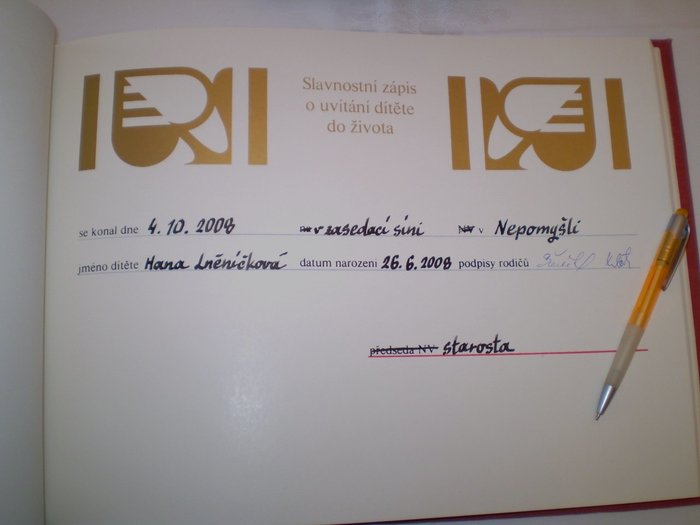 Slavnostní zápis
o uvítání dítěte
do života
se konal dne 4. 10. 2008 v zasedací síni NV v Nepomyšli
jméno dítěte Hana Lněničková datum narození 26. 6. 2008 podpisy rodičů
předseda NV starosta